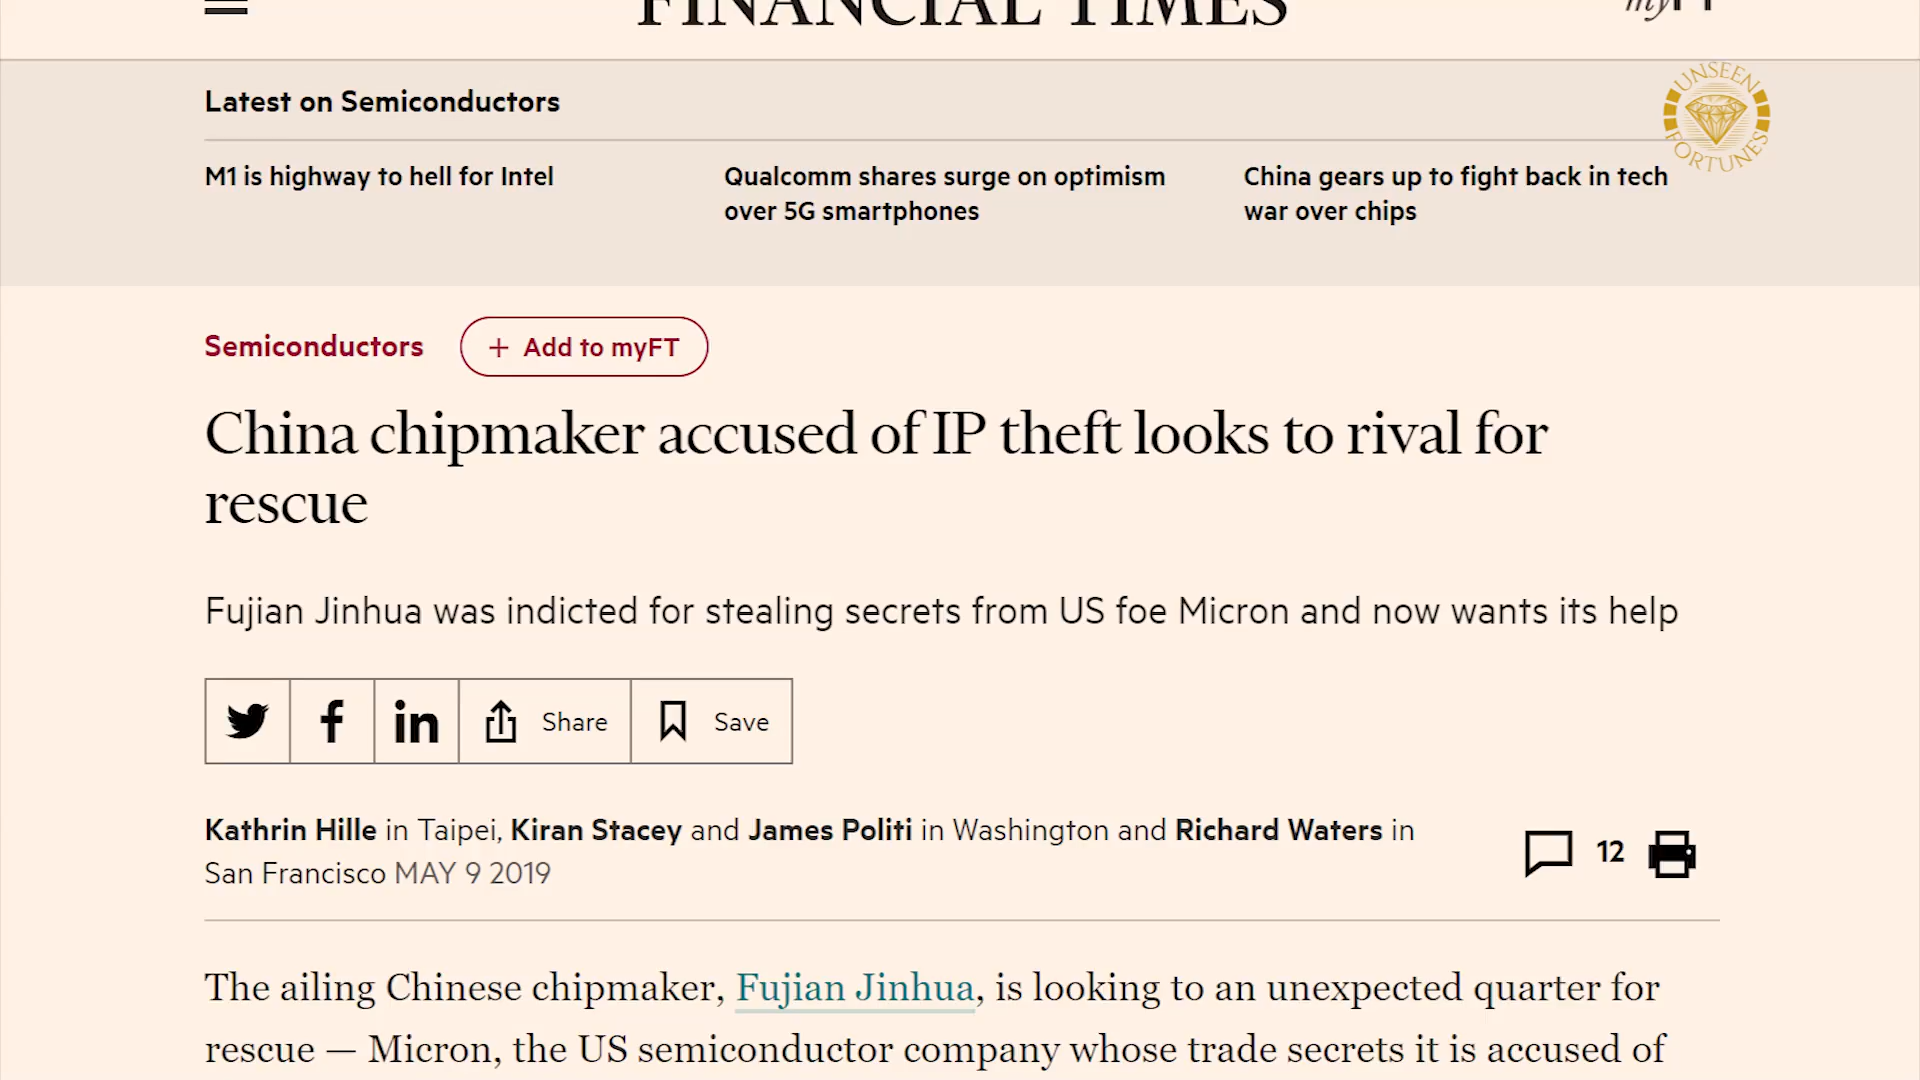 FINANCIAL TIMES
myFT
Latest on Semiconductors
UNSEEN
FORTUNES
M1 is highway to hell for Intel
Qualcomm shares surge on optimism
over 5G smartphones
China gears up to fight back in tech
war over chips
Semiconductors
+ Add to myFT
China chipmaker accused of IP theft looks to rival for
rescue
Fujian Jinhua was indicted for stealing secrets from US foe Micron and now wants its help
Share
Save
Kathrin Hille in Taipei, Kiran Stacey and James Politi in Washington and Richard Waters in
San Francisco MAY 9 2019
12
The ailing Chinese chipmaker, Fujian Jinhua, is looking to an unexpected quarter for
rescue — Micron, the US semiconductor company whose trade secrets it is accused of